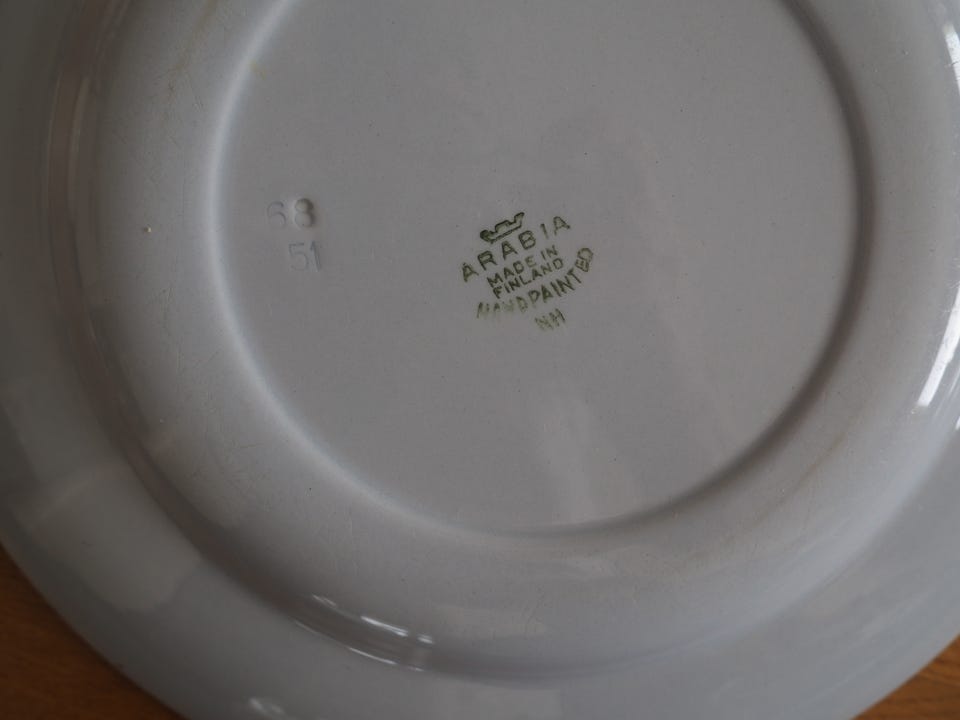 68
51
ARABIA
MADE IN
FINLAND
HANDPAINTED
NH